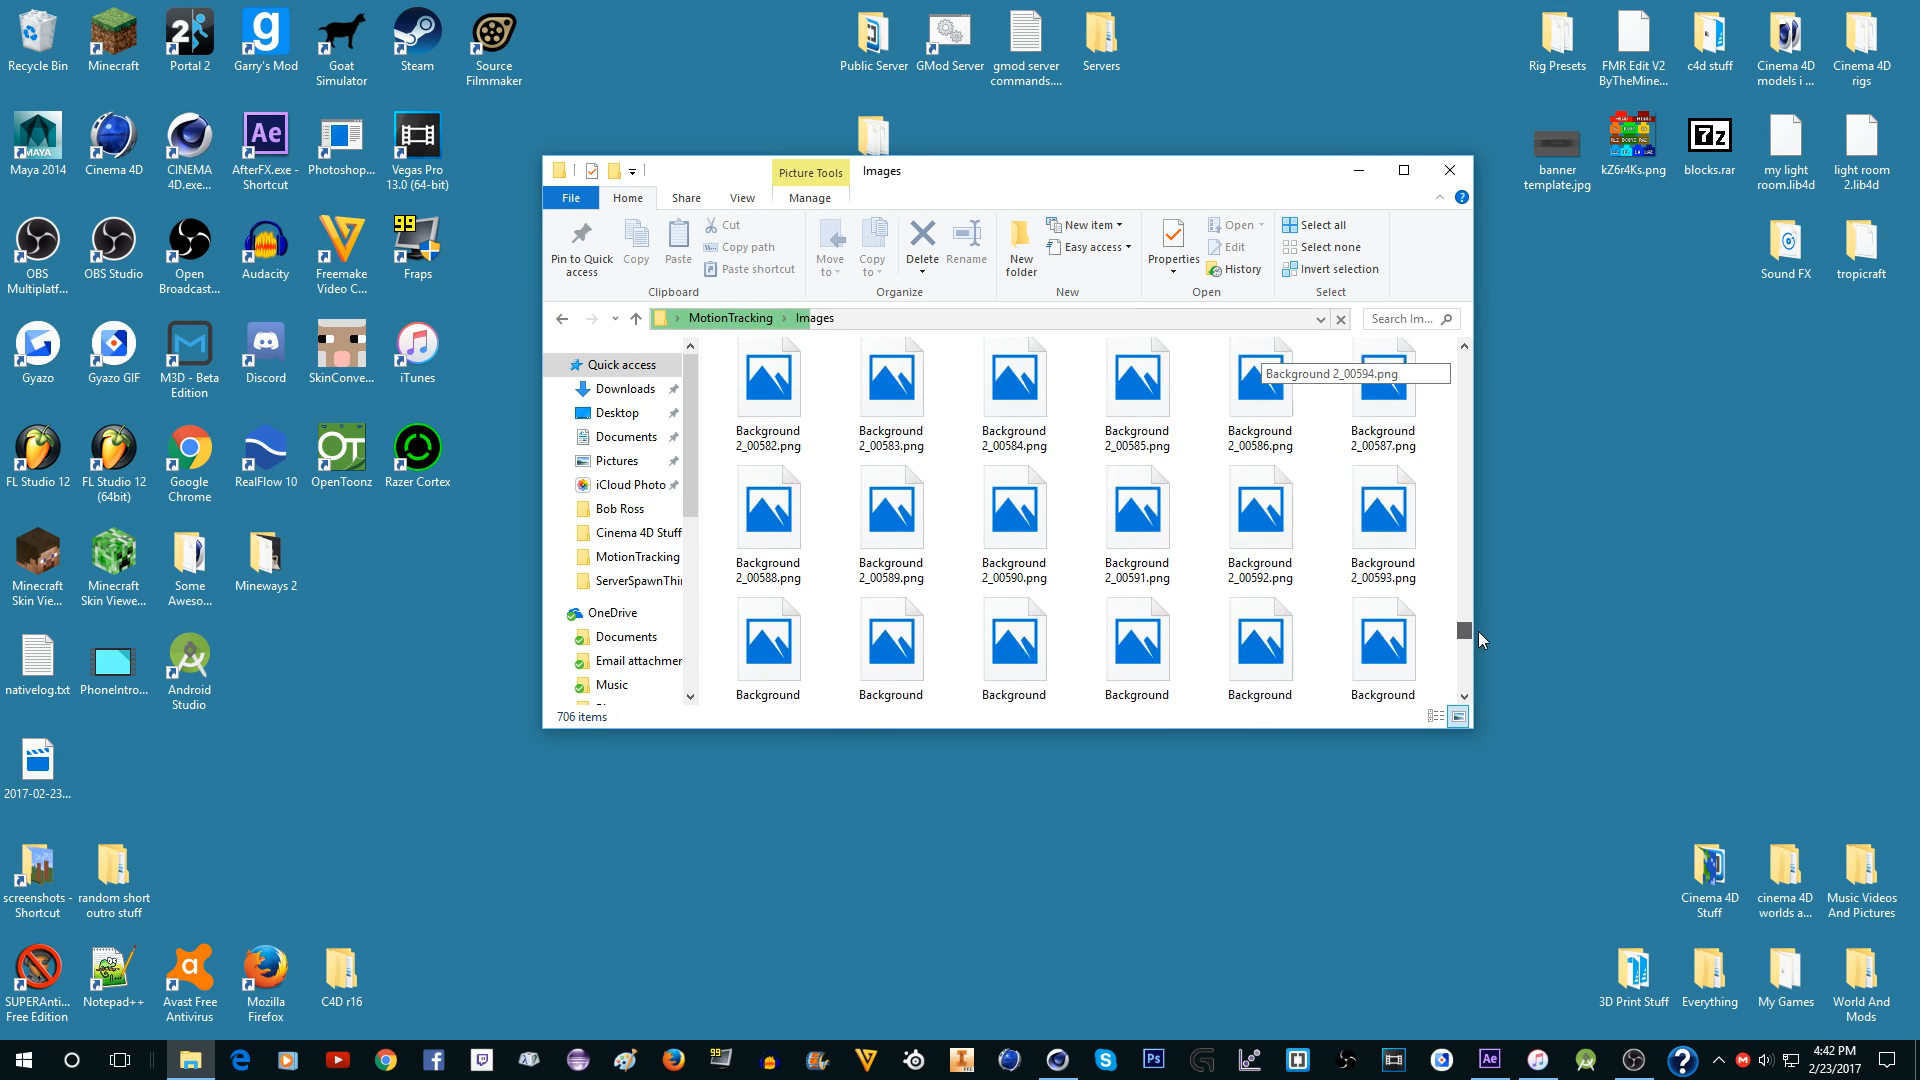 Recycle Bin
Minecraft
Portal 2
Garry's Mod
Goat
Simulator
Steam
Source
Filmmaker
Public Server
GMod Server
gmod server
commands....
Servers
Rig Presets
FMR Edit V2
ByTheMine...
c4d stuff
Cinema 4D
models i ...
Cinema 4D
rigs
Maya 2014
Cinema 4D
CINEMA
4D.exe...
AfterFX.exe -
Shortcut
Photoshop...
Vegas Pro
13.0 (64-bit)
banner
template.jpg
kZ6r4Ks.png
blocks.rar
my light
room.lib4d
light room
2.lib4d
OBS
Multiplatf...
OBS Studio
Open
Broadcast...
Audacity
Freemake
Video C...
Fraps
Sound FX
tropicraft
Gyazo
Gyazo GIF
M3D - Beta
Edition
Discord
SkinConve...
iTunes
FL Studio 12
FL Studio 12
(64bit)
Google
Chrome
RealFlow 10
OpenToonz
Razer Cortex
Minecraft
Skin Vie...
Minecraft
Skin Viewe...
Some
Aweso...
Mineways 2
nativelog.txt
PhoneIntro...
Android
Studio
2017-02-23...
screenshots -
Shortcut
random short
outro stuff
SUPERAnti...
Free Edition
Notepad++
Avast Free
Antivirus
Mozilla
Firefox
C4D r16
Cinema 4D
Stuff
cinema 4D
worlds a...
Music Videos
And Pictures
3D Print Stuff
Everything
My Games
World And
Mods
Picture Tools
Images
File
Home
Share
View
Manage
Pin to Quick
access
Copy
Paste
Cut
Copy path
Paste shortcut
Clipboard
Move
to
Copy
to
Delete
Rename
Organize
New
folder
New item
Easy access
New
Properties
Open
Edit
History
Open
Select all
Select none
Invert selection
Select
MotionTracking
Images
Search Im...
Quick access
Downloads
Desktop
Documents
Pictures
iCloud Photo
Bob Ross
Cinema 4D Stuff
MotionTracking
ServerSpawnThi
OneDrive
Documents
Email attachmer
Music
Background 2_00594.png
Background
2_00582.png
Background
2_00583.png
Background
2_00584.png
Background
2_00585.png
Background
2_00586.png
Background
2_00587.png
Background
2_00588.png
Background
2_00589.png
Background
2_00590.png
Background
2_00591.png
Background
2_00592.png
Background
2_00593.png
Background
Background
Background
Background
Background
Background
706 items
4:42 PM
2/23/2017